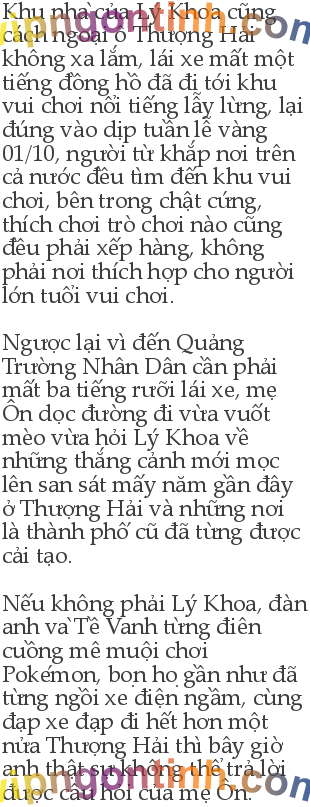 Khu nhà của Lý Khoa cũng
cách ngoại ô Thượng Hải
không xa lắm, lái xe mất một
tiếng đồng hồ đã đi tới khu
vui chơi nổi tiếng lẫy lừng, lại
đúng vào dịp tuần lễ vàng
01/10, người từ khắp nơi trên
cả nước đều tìm đến khu vui
chơi, bên trong chật cứng,
thích chơi trò chơi nào cũng
đều phải xếp hàng, không
phải nơi thích hợp cho người
lớn tuổi vui chơi.

Ngược lại vì đến Quảng
Trường Nhân Dân cần phải
mất ba tiếng rưỡi lái xe, mẹ
Ôn dọc đường đi vừa vuốt
mèo vừa hỏi Lý Khoa về
những thắng cảnh mới mọc
lên san sát mấy năm gần đây
ở Thượng Hải và những nơi
là thành phố cũ đã từng được
cải tạo.

Nếu không phải Lý Khoa, đàn
anh và Tề Vanh từng điên
cuồng mê muội chơi
Pokémon, bọn họ gần như đã
từng ngồi xe điện ngầm, cùng
đạp xe đạp đi hết hơn một
nửa Thượng Hải thì bây giờ
anh thật sự không thể trả lời
được câu hỏi của mẹ Ôn.